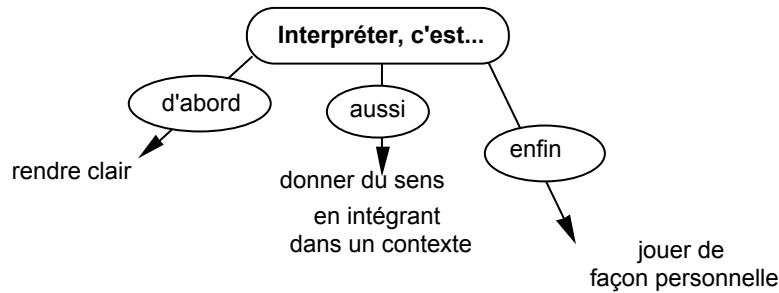 Interpréter, c'est...
d'abord
rendre clair
aussi
donner du sens
en intégrant
dans un contexte
enfin
jouer de
façon personnelle